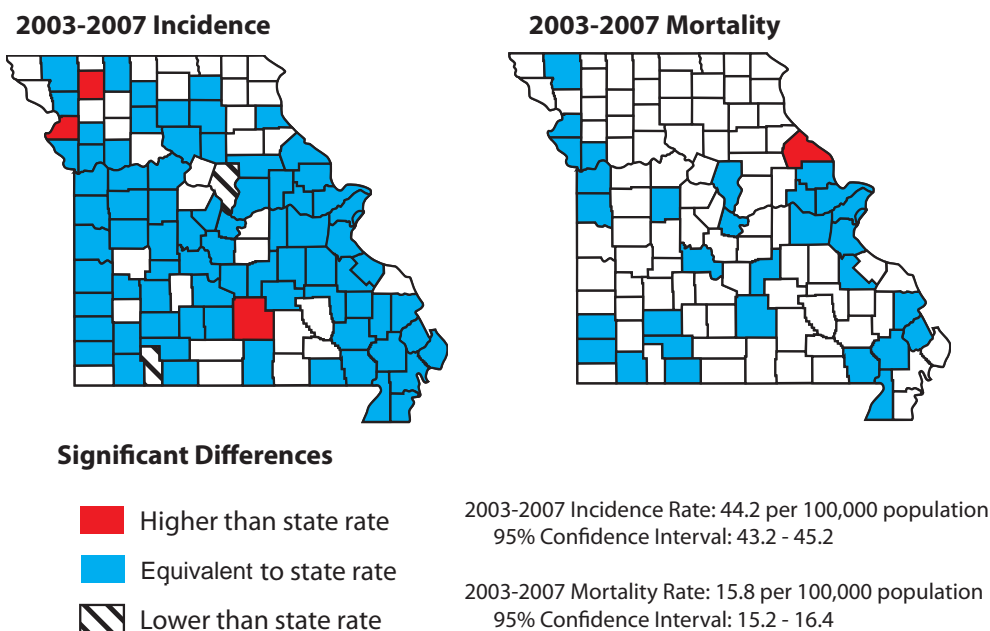 2003-2007 Incidence
2003-2007 Mortality
Significant Differences
Higher than state rate
Equivalent to state rate
Lower than state rate
2003-2007 Incidence Rate: 44.2 per 100,000 population
95% Confidence Interval: 43.2 - 45.2
2003-2007 Mortality Rate: 15.8 per 100,000 population
95% Confidence Interval: 15.2 - 16.4